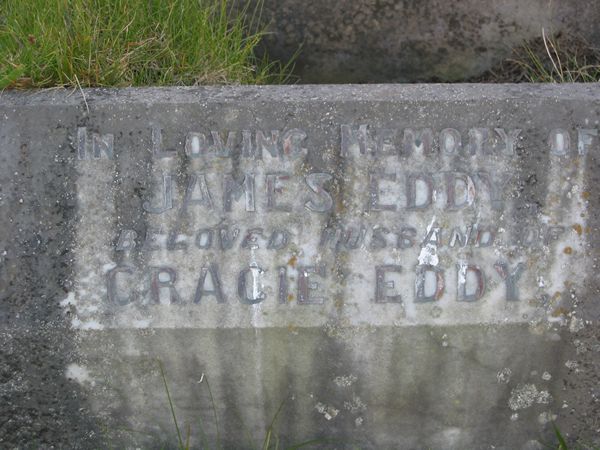 In Loving Memory of
JAMES EDDY,
BELOVED HUSBAND OF
GRACIE EDDY,